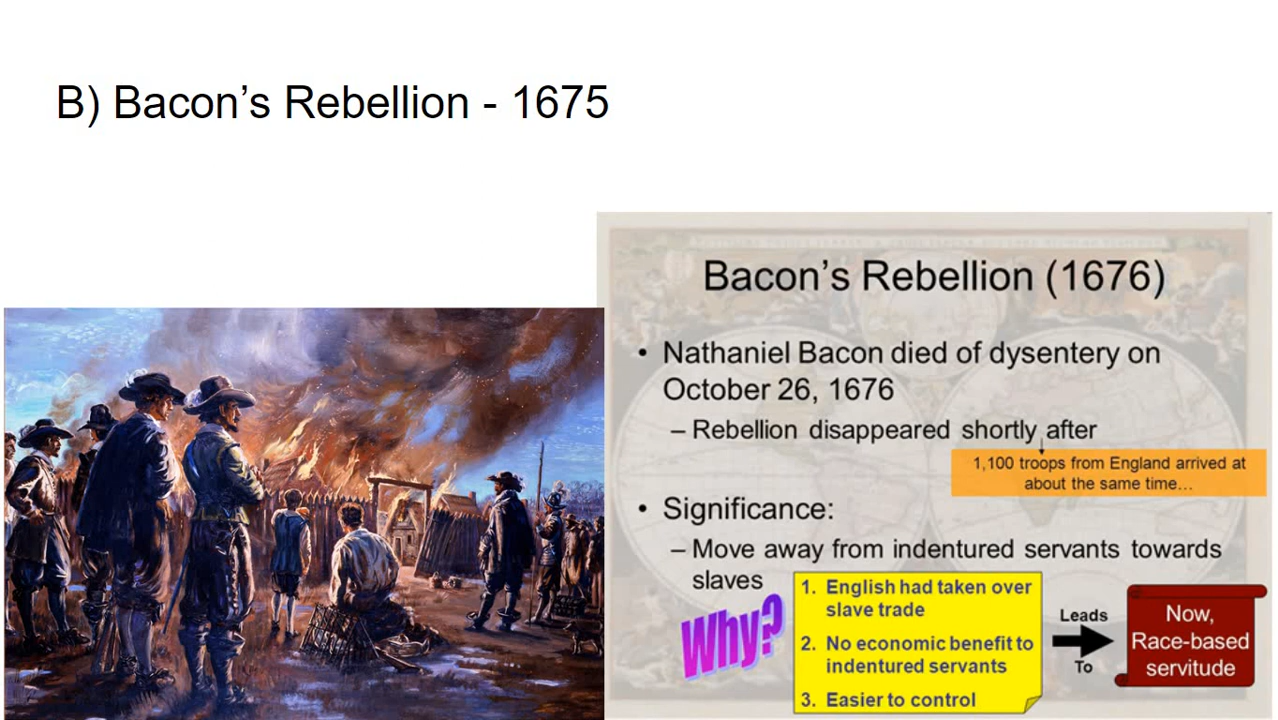 B) Bacon’s Rebellion - 1675
Bacon’s Rebellion (1676)
• Nathaniel Bacon died of dysentery on
October 26, 1676
– Rebellion disappeared shortly after
1,100 troops from England arrived at
about the same time…
• Significance:
– Move away from indentured servants towards
slaves
Why?
1. English had taken over
slave trade
2. No economic benefit to
indentured servants
3. Easier to control
Leads
To
Now,
Race-based
servitude